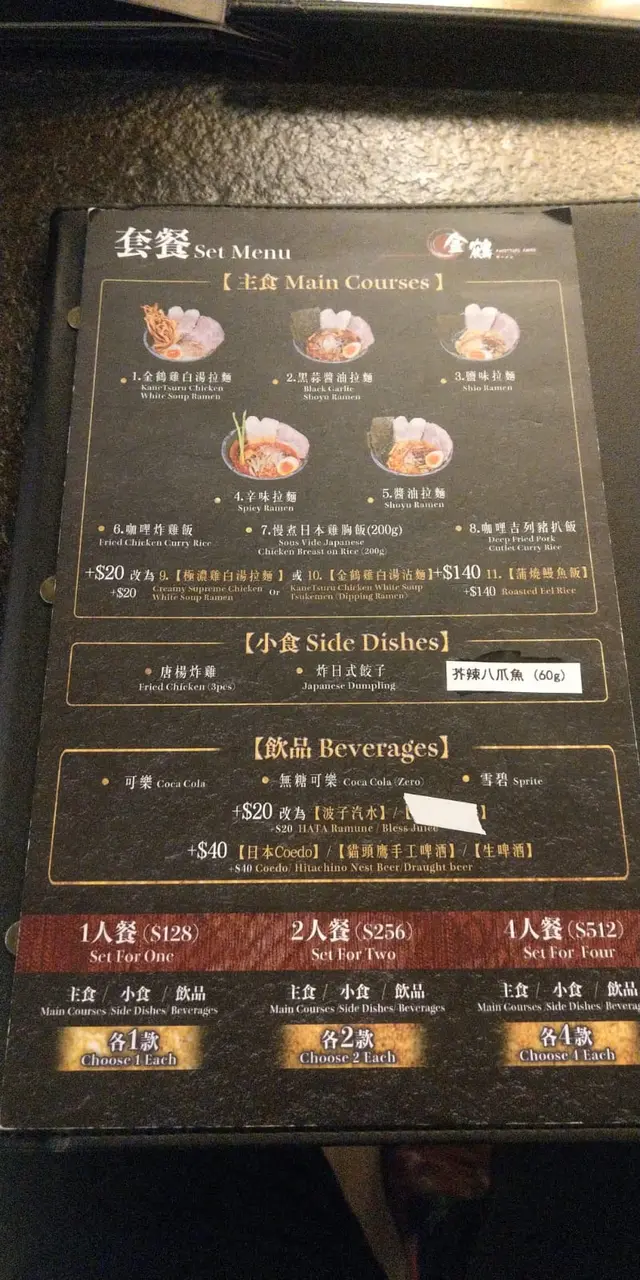 套餐 Set Menu
金鶴
【 主食 Main Courses 】
1.金鶴雞白湯拉麵
KaneTsuru Chicken
White Soup Ramen
2.黑蒜醬油拉麵
Black Garlic
Shoyu Ramen
3.鹽味拉麵
Shio Ramen
4.辛味拉麵
Spicy Ramen
5.醬油拉麵
Shoyu Ramen
6.咖哩炸雞飯
Fried Chicken Curry Rice
7.慢煮日本雞胸飯(200g)
Sous Vide Japanese
Chicken Breast on Rice (200g)
8.咖哩吉列豬扒飯
Deep Fried Pork
Cutlet Curry Rice
+$20 改為 9.【極濃雞白湯拉麵 】 或 10.【金鶴雞白湯沾麵】 +$140 11.【蒲燒鰻魚飯】
+$20 Creamy Supreme Chicken White Soup Ramen Or KaneTsuru Chicken White Soup Tsukemen (Dipping Ramen) +$140 Roasted Eel Rice
【小食 Side Dishes】
唐楊炸雞
Fried Chicken (3pcs)
炸日式餃子
Japanese Dumpling
芥辣八爪魚 (60g)
【飲品 Beverages】
可樂 Coca Cola
無糖可樂 Coca Cola (Zero)
雪碧 Sprite
+$20 改為【波子汽水】/【 】
+$20 HATA Ramune / Bless Juice
+$40 【日本Coedo】/【貓頭鷹手工啤酒】/【生啤酒】
+$40 Coedo/ Hitachino Nest Beer/Draught beer
1人餐 ($128)
Set For One
2人餐 ($256)
Set For Two
4人餐 ($512)
Set For Four
主食 / 小食 / 飲品
Main Courses /Side Dishes/ Beverages
主食 / 小食 / 飲品
Main Courses /Side Dishes/ Beverages
主食 / 小食 / 飲品
Main Courses /Side Dishes/ Bevera
各1款
Choose 1 Each
各2款
Choose 2 Each
各4款
Choose 4 Each